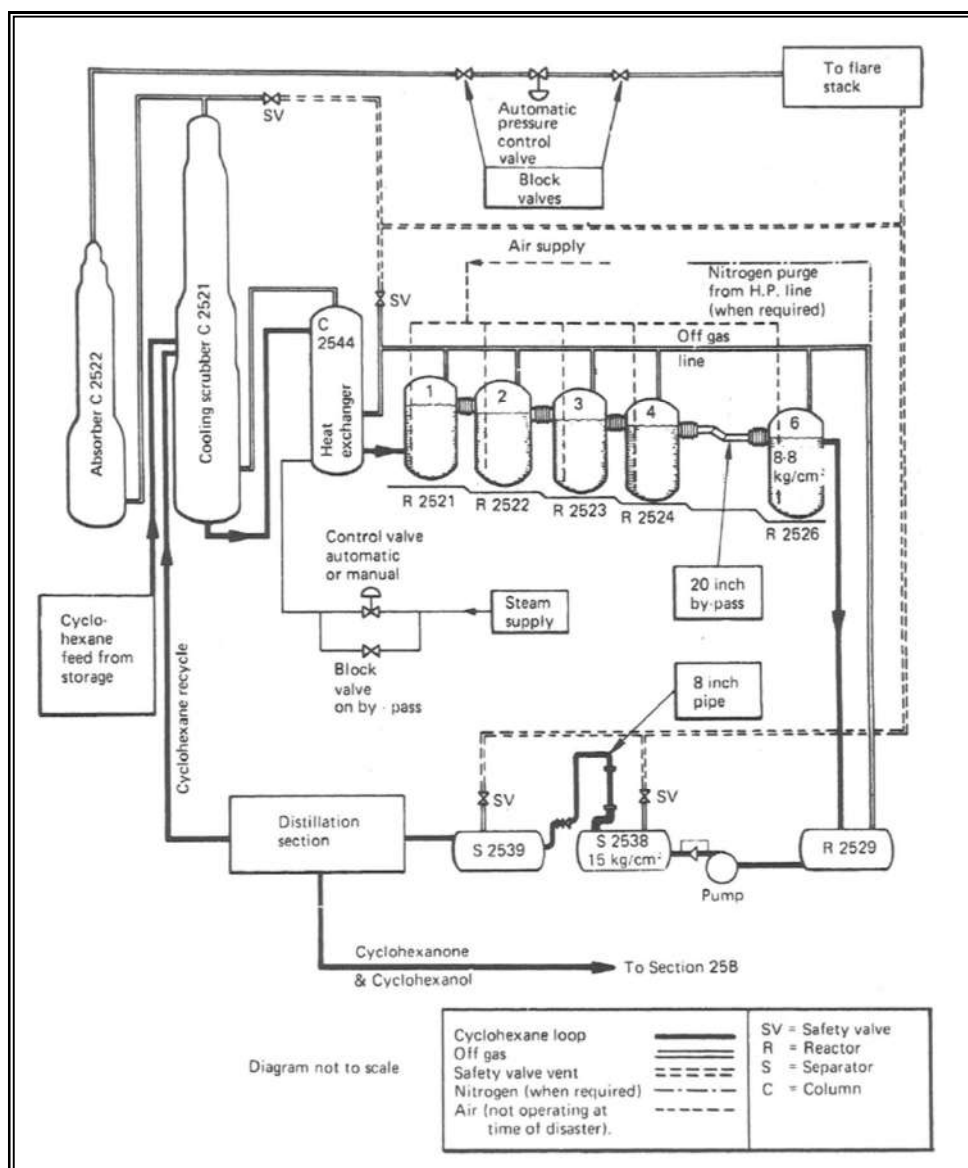 To flare
stack
SV
Automatic
pressure
control
valve
Block
valves
Air supply
Nitrogen purge
from H.P. line
(when required)
SV
Off gas
line
Absorber C 2522
Cooling scrubber C 2521
C
2544
Heat
exchanger
1
2
3
4
6
8·8
kg/cm²
R 2521
R 2522
R 2523
R 2524
R 2526
Control valve
automatic
or manual
20 inch
by-pass
Steam
supply
Cyclo-
hexane
feed from
storage
Block
valve
on by-pass
8 inch
pipe
Cyclohexane recycle
SV
SV
Distillation
section
S 2539
S 2538
15 kg/cm²
R 2529
Pump
Cyclohexanone
& Cyclohexanol
To Section 25B
Diagram not to scale
Cyclohexane loop
Off gas
Safety valve vent
Nitrogen (when required)
Air (not operating at
time of disaster).
SV = Safety valve
R = Reactor
S = Separator
C = Column